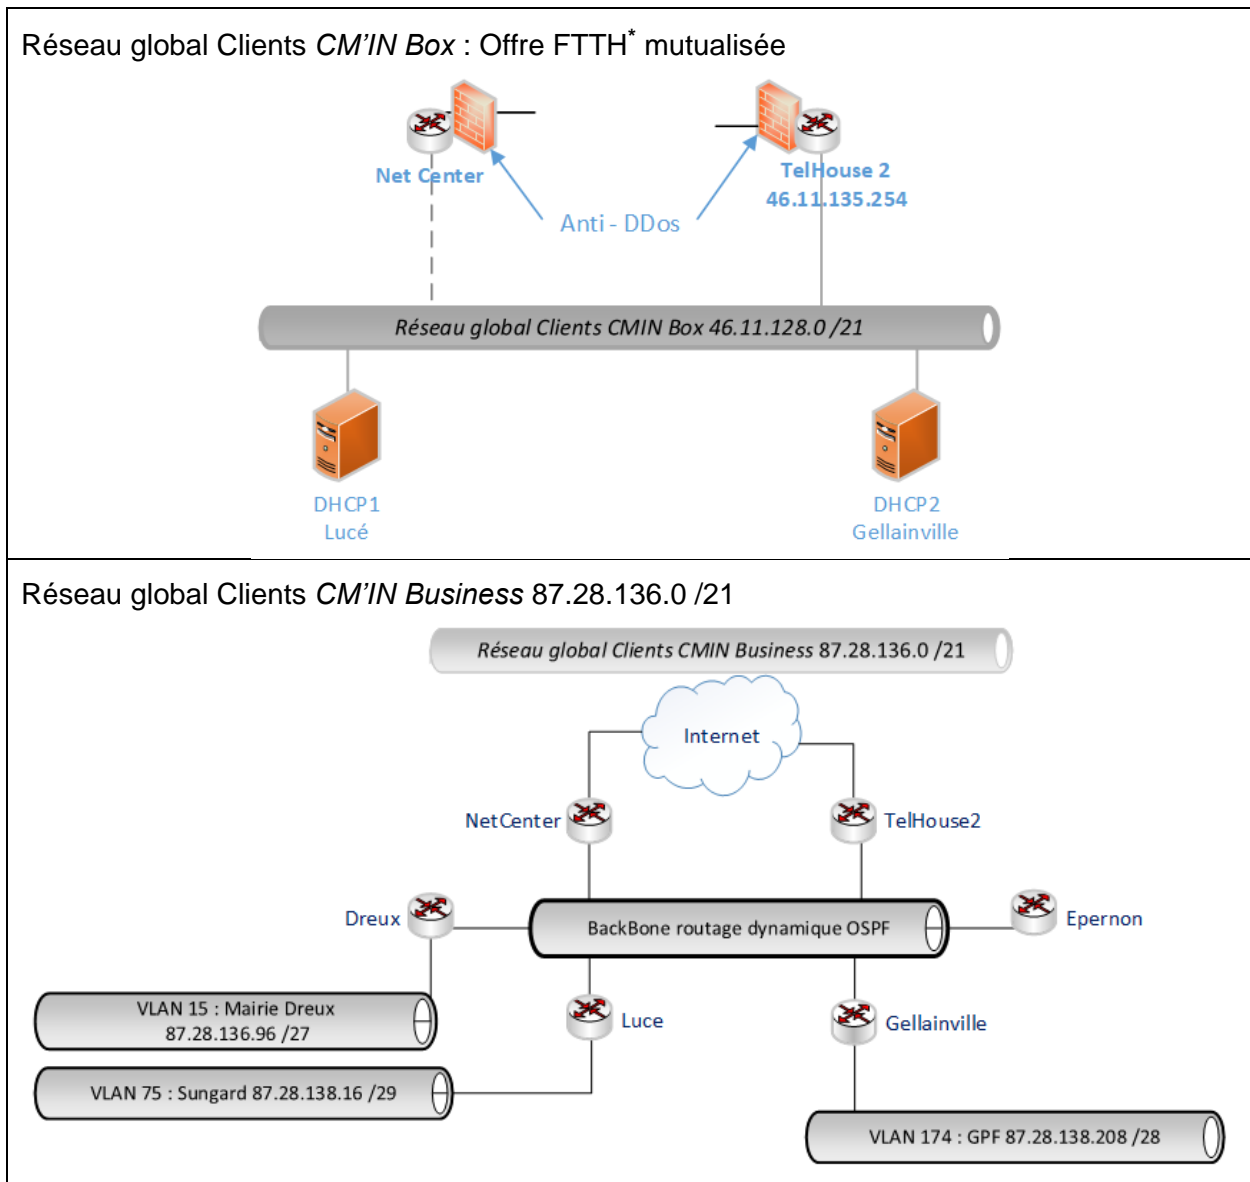 Réseau global Clients CM’IN Box : Offre FTTH* mutualisée
Net Center
TelHouse 2
46.11.135.254
Anti - DDos
Réseau global Clients CMIN Box 46.11.128.0 /21
DHCP1
Lucé
DHCP2
Gellainville
Réseau global Clients CM’IN Business 87.28.136.0 /21
Réseau global Clients CMIN Business 87.28.136.0 /21
Internet
NetCenter
TelHouse2
Dreux
BackBone routage dynamique OSPF
Epernon
VLAN 15 : Mairie Dreux
87.28.136.96 /27
Luce
Gellainville
VLAN 75 : Sungard 87.28.138.16 /29
VLAN 174 : GPF 87.28.138.208 /28